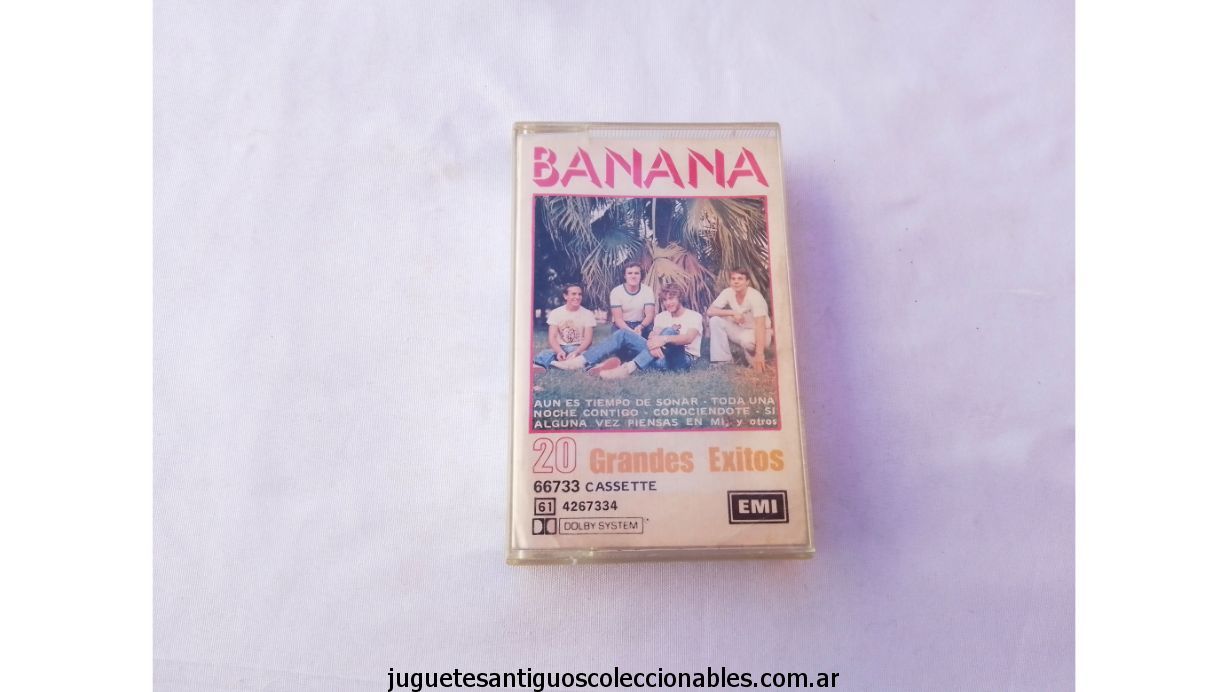 BANANA
AUN ES TIEMPO DE SOÑAR - TODA UNA
NOCHE CONTIGO - CONOCIENDOTE - SI
ALGUNA VEZ PIENSAS EN MI, y otros
20 Grandes Exitos
66733 CASSETTE
61 4267334
EMI
DOLBY SYSTEM
juguetesantiguoscoleccionables.com.ar